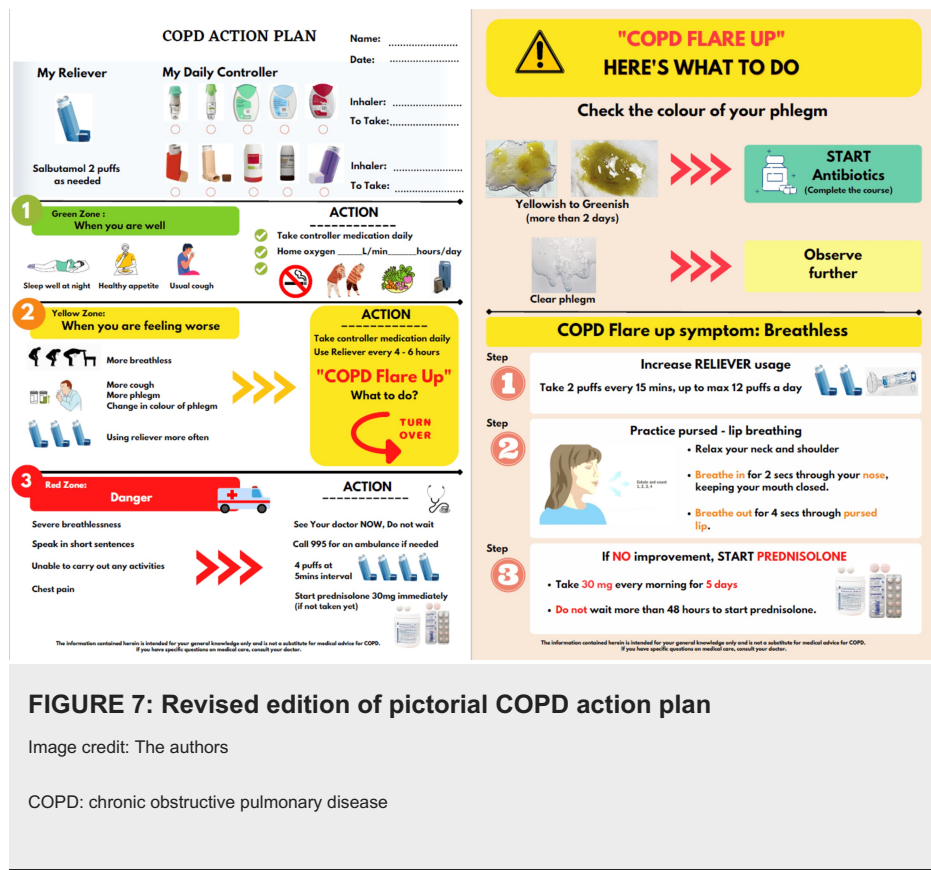 COPD ACTION PLAN
Name: ........................
Date: ........................
My Reliever
My Daily Controller
Salbutamol 2 puffs
as needed
Inhaler: ........................
To Take: ........................
Inhaler: ........................
To Take: ........................
1
Green Zone :
When you are well
Sleep well at night
Healthy appetite
Usual cough
ACTION
Take controller medication daily
Home oxygen _____L/min______hours/day
2
Yellow Zone:
When you are feeling worse
More breathless
More cough
More phlegm
Change in colour of phlegm
Using reliever more often
ACTION
Take controller medication daily
Use Reliever every 4 - 6 hours
"COPD Flare Up"
What to do?
TURN
OVER
3
Red Zone:
Danger
Severe breathlessness
Speak in short sentences
Unable to carry out any activities
Chest pain
ACTION
See Your doctor NOW, Do not wait
Call 995 for an ambulance if needed
4 puffs at
5mins interval
Start prednisolone 30mg immediately
(if not taken yet)
The information contained herein is intended for your general knowledge only and is not a substitute for medical advice for COPD.
If you have specific questions on medical care, consult your doctor.
"COPD FLARE UP"
HERE'S WHAT TO DO
Check the colour of your phlegm
Yellowish to Greenish
(more than 2 days)
START
Antibiotics
(Complete the course)
Clear phlegm
Observe
further
COPD Flare up symptom: Breathless
Step
1
Increase RELIEVER usage
Take 2 puffs every 15 mins, up to max 12 puffs a day
Step
2
Practice pursed - lip breathing
Exhale and count
1, 2, 3, 4
• Relax your neck and shoulder
• Breathe in for 2 secs through your nose,
keeping your mouth closed.
• Breathe out for 4 secs through pursed
lip.
Step
3
If NO improvement, START PREDNISOLONE
• Take 30 mg every morning for 5 days
• Do not wait more than 48 hours to start prednisolone.
The information contained herein is intended for your general knowledge only and is not a substitute for medical advice for COPD.
If you have specific questions on medical care, consult your doctor.
FIGURE 7: Revised edition of pictorial COPD action plan
Image credit: The authors
COPD: chronic obstructive pulmonary disease